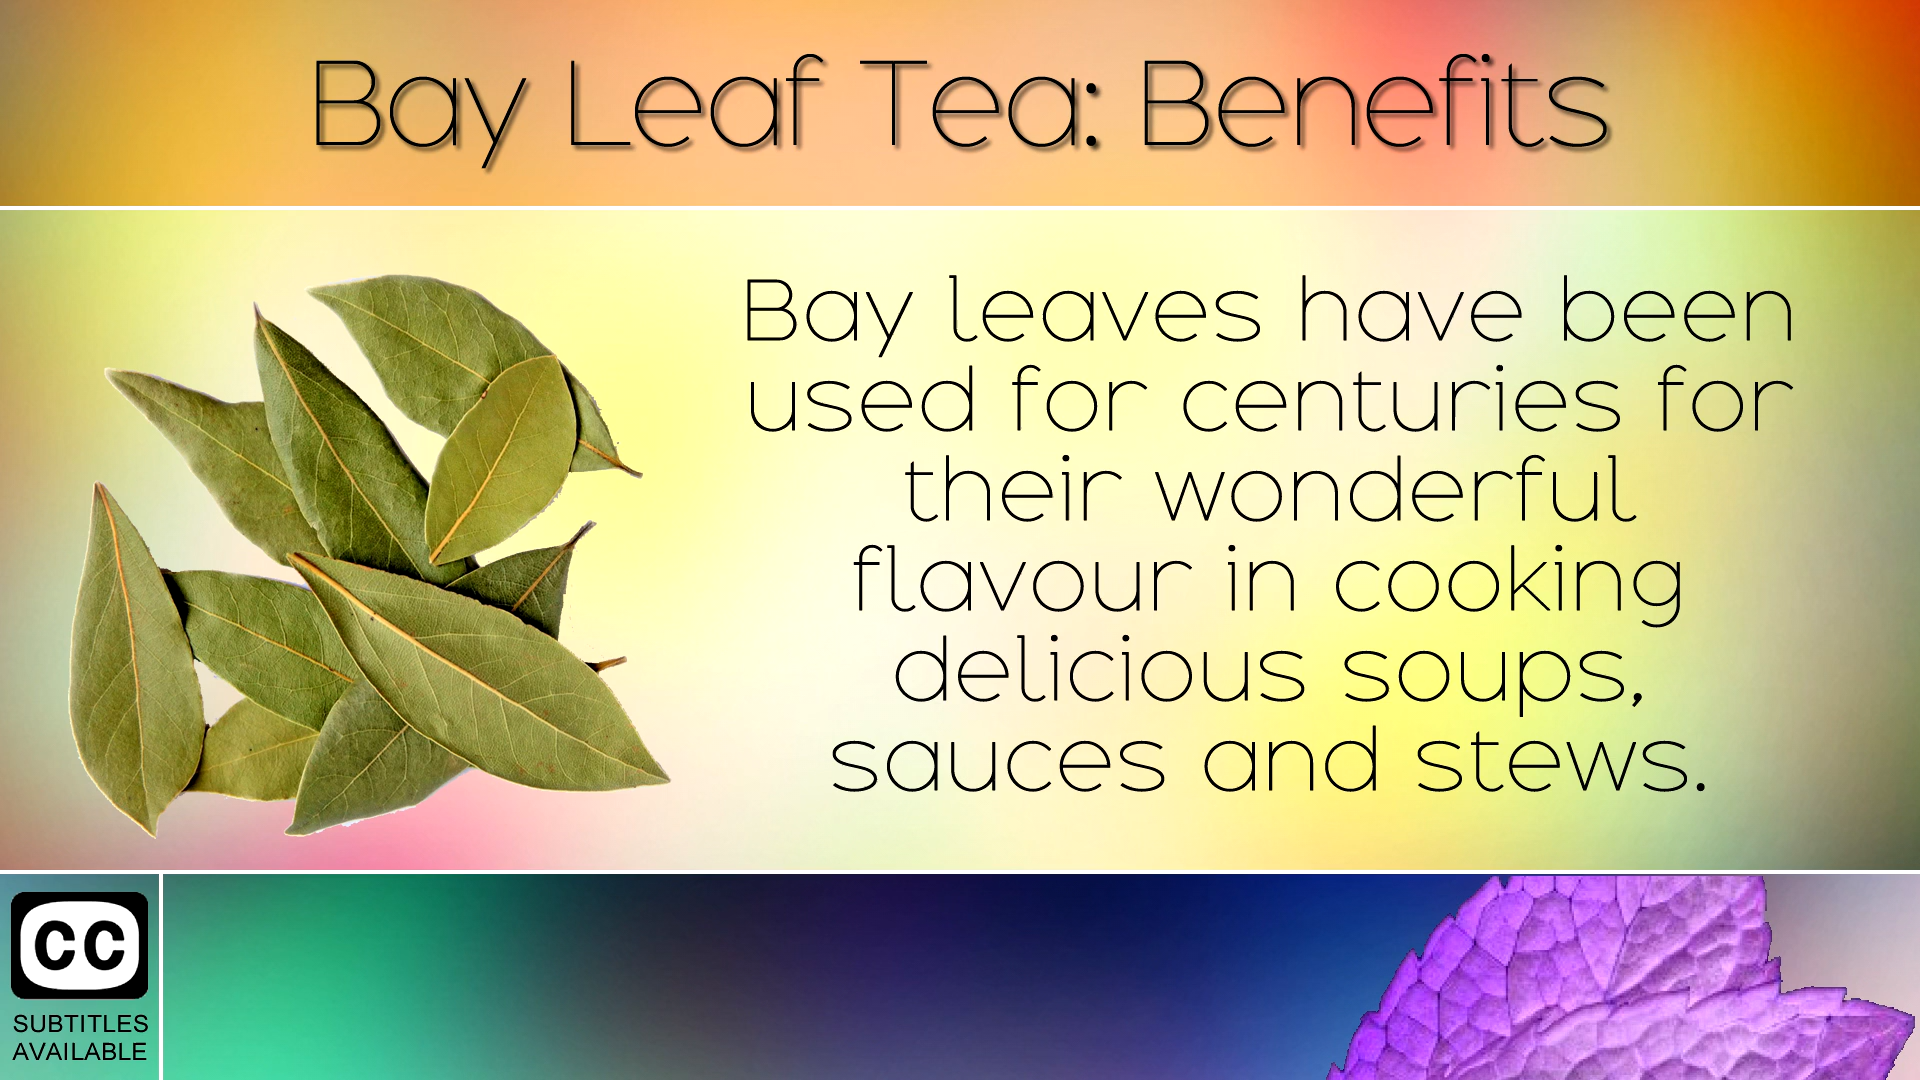 Bay Leaf Tea: Benefits
Bay leaves have been
used for centuries for
their wonderful
flavour in cooking
delicious soups,
sauces and stews.
CC
SUBTITLES
AVAILABLE